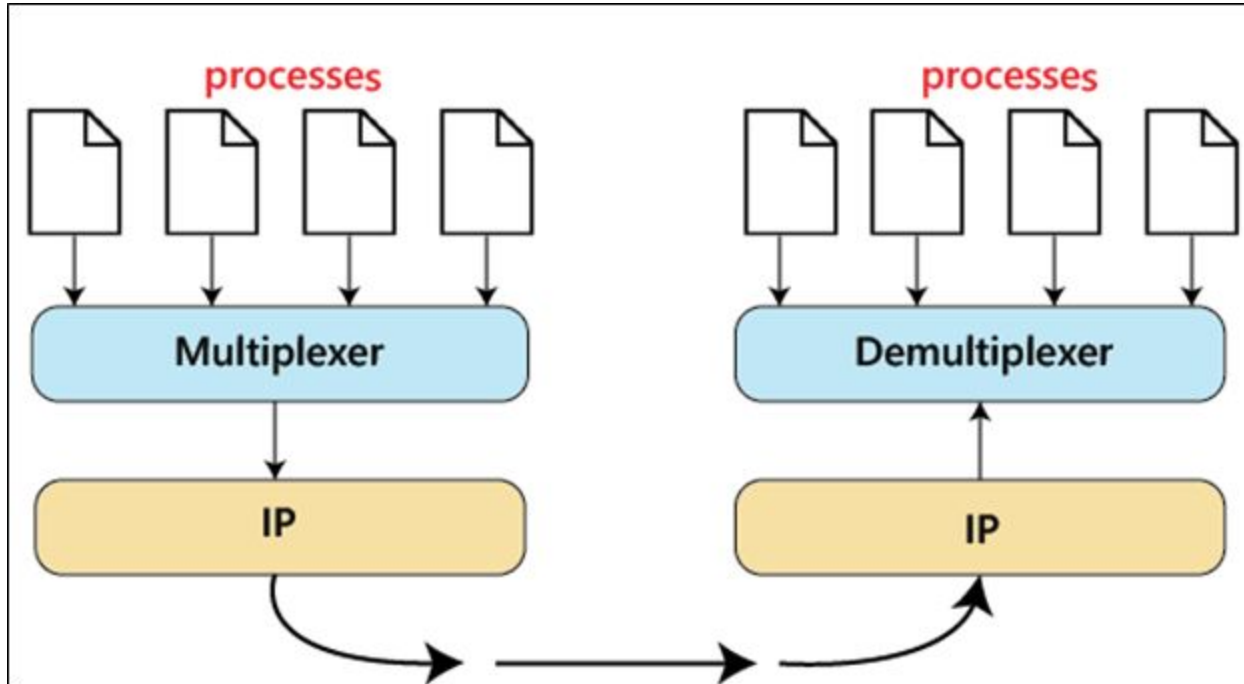 processes
processes
Multiplexer
Demultiplexer
IP
IP